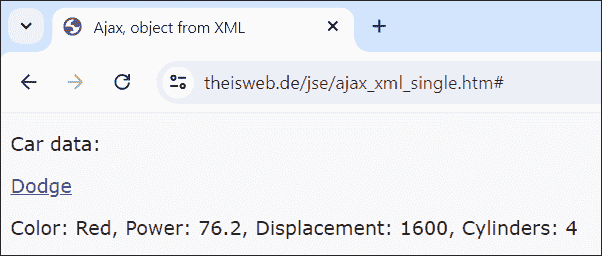 Ajax, object from XML
theisweb.de/jse/ajax_xml_single.htm#
Car data:
Dodge
Color: Red, Power: 76.2, Displacement: 1600, Cylinders: 4